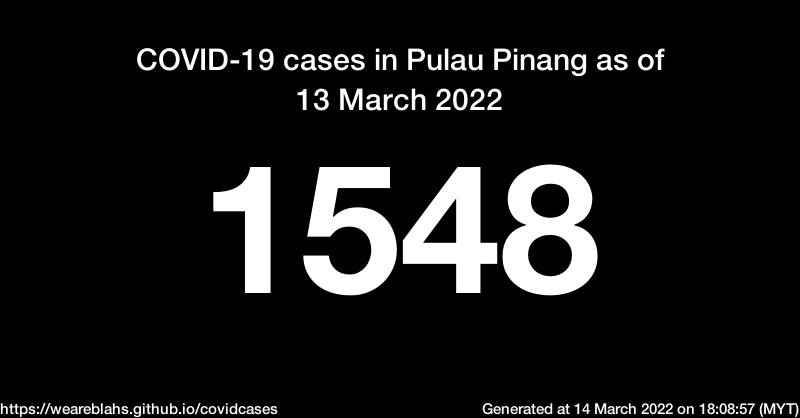 COVID-19 cases in Pulau Pinang as of
13 March 2022
1548
https://weareblahs.github.io/covidcases
Generated at 14 March 2022 on 18:08:57 (MYT)